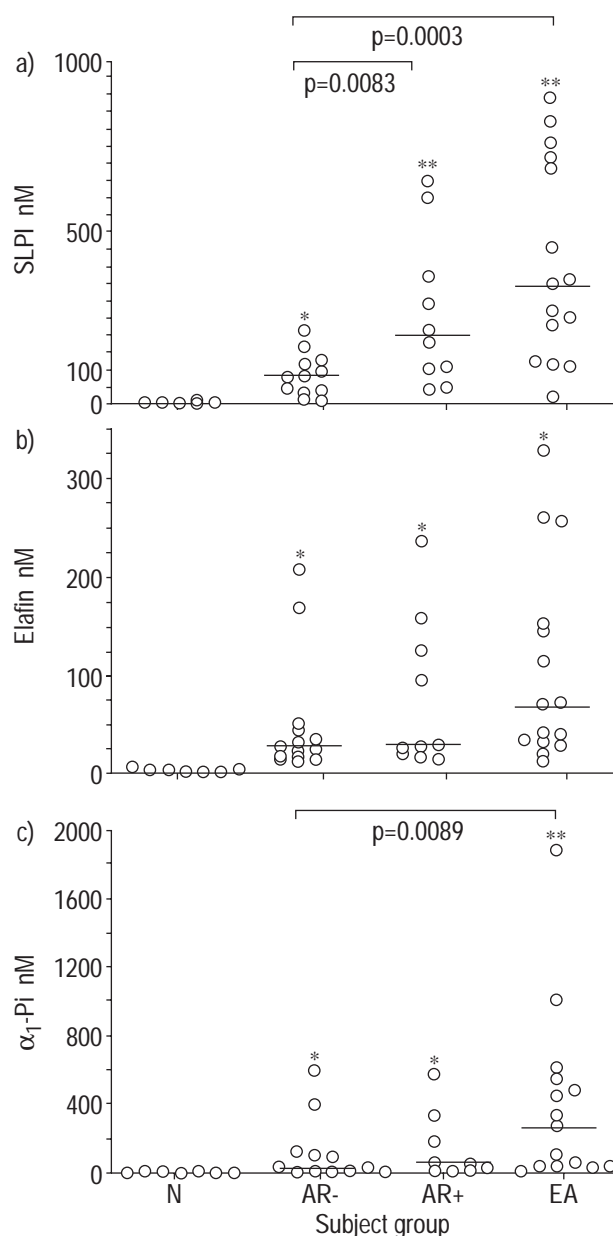 p=0.0003
a)
p=0.0083
1000
**
**
SLPI nM
500
*
100
0
b)
*
300
*
*
Elafin nM
200
100
0
c)
2000
p=0.0089
**
1600
α₁-Pi nM
1200
800
*
*
400
0
N AR- AR+ EA
Subject group